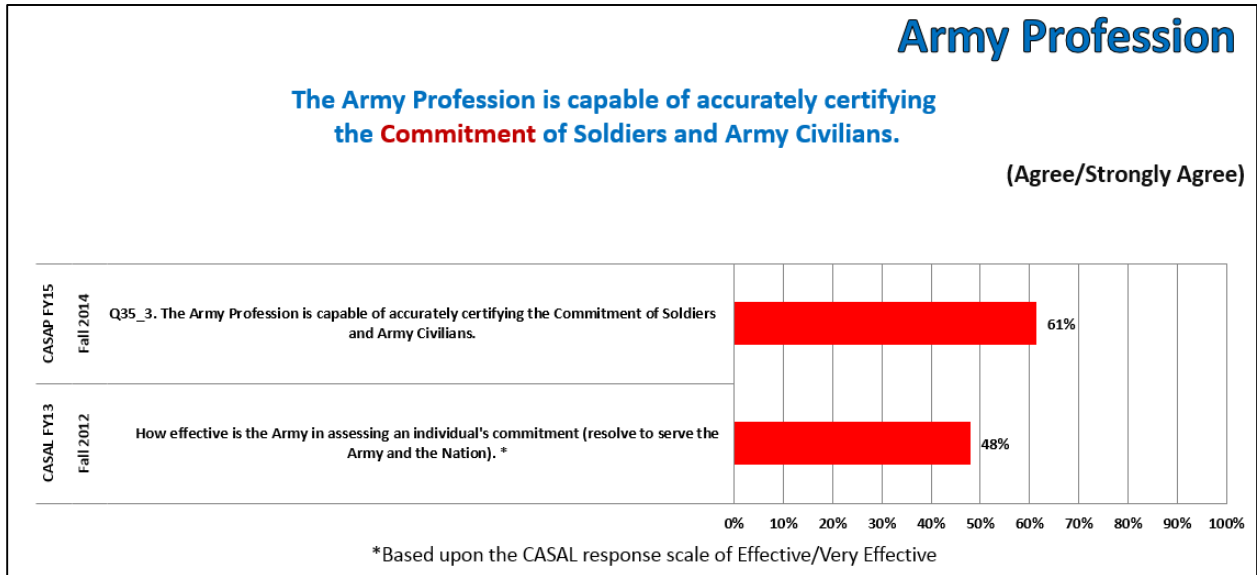 Army Profession
The Army Profession is capable of accurately certifying
the Commitment of Soldiers and Army Civilians.
(Agree/Strongly Agree)
CASAP FY15
Fall 2014
Q35_3. The Army Profession is capable of accurately certifying the Commitment of Soldiers
and Army Civilians.
61%
CASAL FY13
Fall 2012
How effective is the Army in assessing an individual's commitment (resolve to serve the
Army and the Nation). *
48%
0% 10% 20% 30% 40% 50% 60% 70% 80% 90% 100%
*Based upon the CASAL response scale of Effective/Very Effective